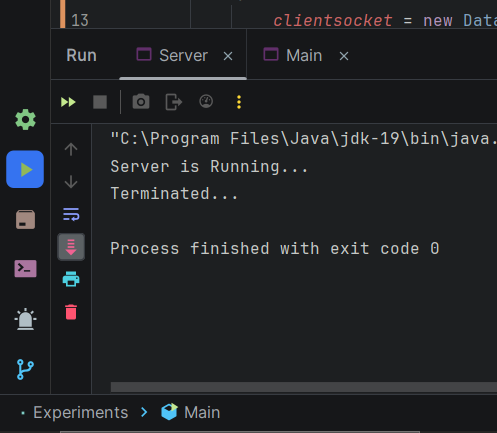 13 clientsocket = new Data
Run Server × Main ×
"C:\Program Files\Java\jdk-19\bin\java.
Server is Running...
Terminated...
Process finished with exit code 0
Experiments > Main